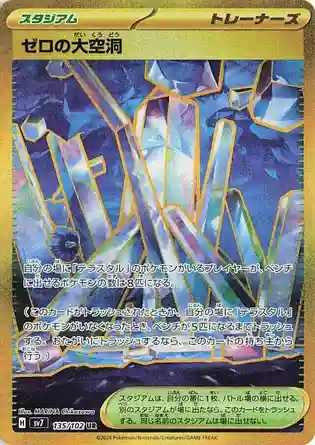 スタジアム
トレーナーズ
ゼロの大空洞
だいくうどう
自分の場に「テラスタル」のポケモンがいるプレイヤーが、ベンチ
に出せるポケモンの数は8匹になる。
(このカードがトラッシュされたときか、自分の場に「テラスタル」の
ポケモンがいなくなったとき、ベンチが5匹になるまでトラッシュ
する。おたがいにトラッシュするなら、このカードの持ち主から
行う。)
スタジアムは、自分の番に1枚だけ、バトル場の横に出せる。
別の名前のスタジアムが場に出たなら、このカードを
トラッシュする。同じ名前のスタジアムは場に出せない。
illus. MARINA Chikazawa
H sv7 135/102 UR
©2024 Pokémon/Nintendo/Creatures/GAME FREAK.